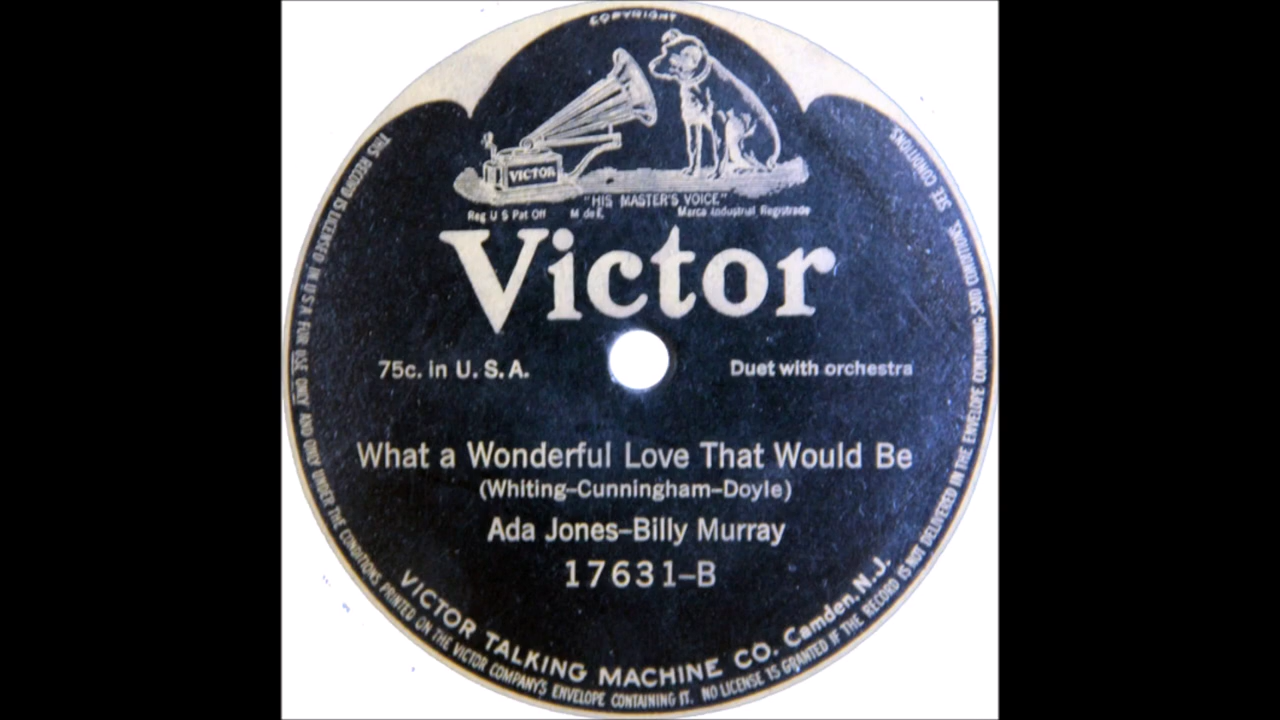 COPYRIGHT
VICTOR
"HIS MASTER'S VOICE"
Reg U S Pat Off M de F. Marca Industrial Registrada
Victor
75c. in U. S. A. Duet with orchestra
What a Wonderful Love That Would Be
(Whiting–Cunningham–Doyle)
Ada Jones–Billy Murray
17631–B
VICTOR TALKING MACHINE CO. Camden, N.J.
THIS RECORD IS LICENSED IN U.S.A. FOR USE ONLY AND ONLY UNDER THE CONDITIONS PRINTED ON THE VICTOR COMPANY'S ENVELOPE CONTAINING IT. NO LICENSE IS GRANTED IF THE RECORD IS NOT DELIVERED IN THE ENVELOPE CONTAINING SAID CONDITIONS. SEE CONDITIONS